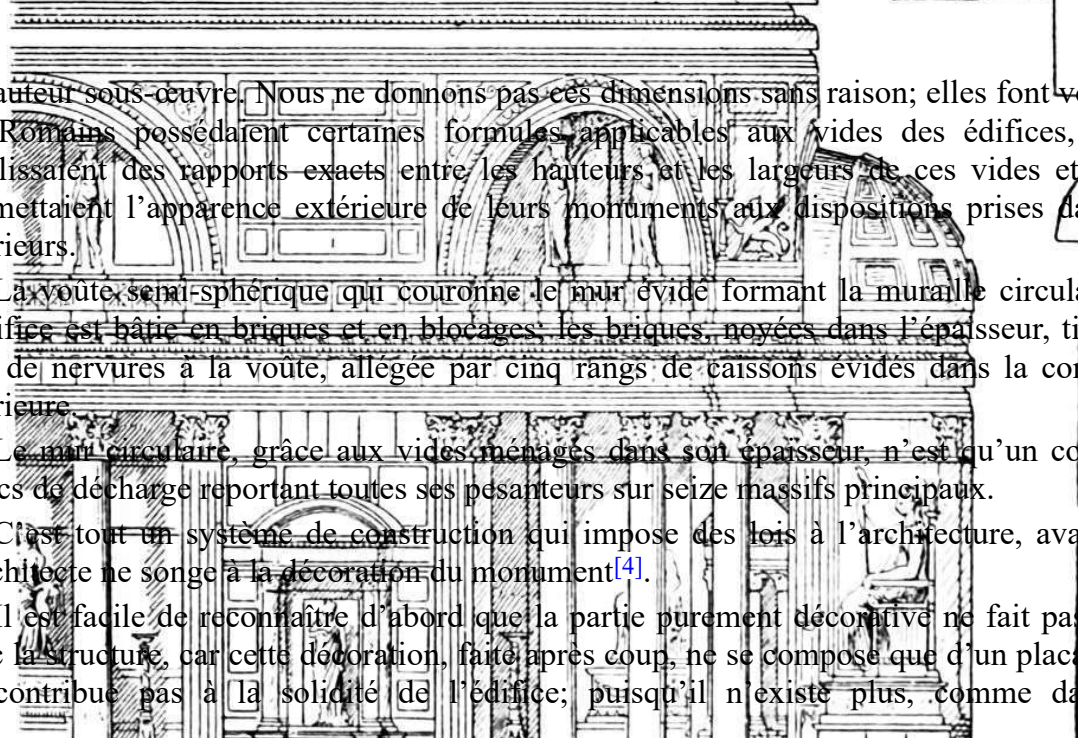 auteur sous-œuvre. Nous ne donnons pas ces dimensions sans raison; elles font v
Romains possédaient certaines formules applicables aux vides des édifices,
lissaient des rapports exacts entre les hauteurs et les largeurs de ces vides et
mettaient l’apparence extérieure de leurs monuments aux dispositions prises da
rieurs.
La voûte semi-sphérique qui couronne le mur évidé formant la muraille circula
ifice est bâtie en briques et en blocages; les briques, noyées dans l’épaisseur, ti
de nervures à la voûte, allégée par cinq rangs de caissons évidés dans la co
rieure.
Le mur circulaire, grâce aux vides ménagés dans son épaisseur, n’est qu’un co
cs de décharge reportant toutes ses pesanteurs sur seize massifs principaux.
C’est tout un système de construction qui impose des lois à l’architecture, ava
chitecte ne songe à la décoration du monument[4].
Il est facile de reconnaître d’abord que la partie purement décorative ne fait pas
la structure, car cette décoration, faite après coup, ne se compose que d’un placa
contribue pas à la solidité de l’édifice; puisqu’il n’existe plus, comme da